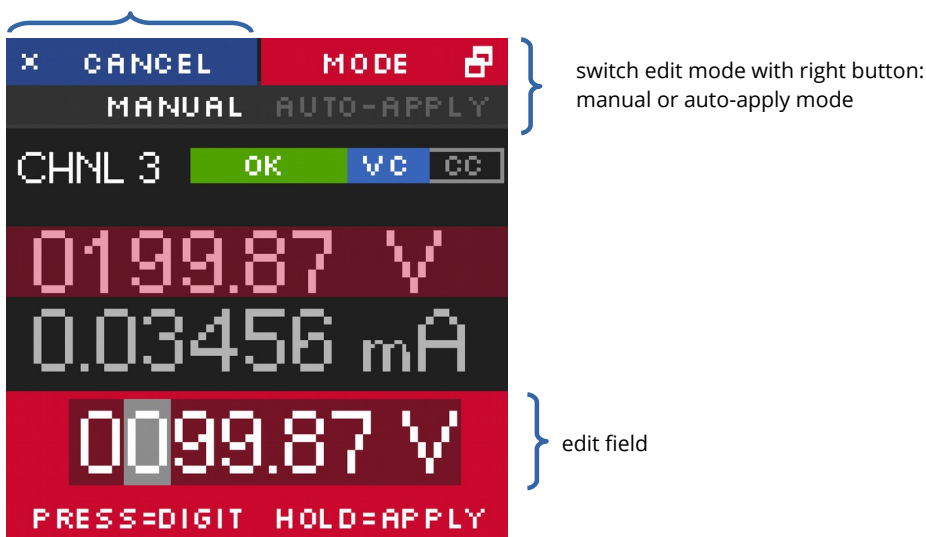 × CANCEL MODE
MANUAL AUTO-APPLY
switch edit mode with right button:
manual or auto-apply mode
CHNL 3 OK VC CC
0199.87 V
0.03456 mA
0099.87 V
edit field
PRESS=DIGIT HOLD=APPLY